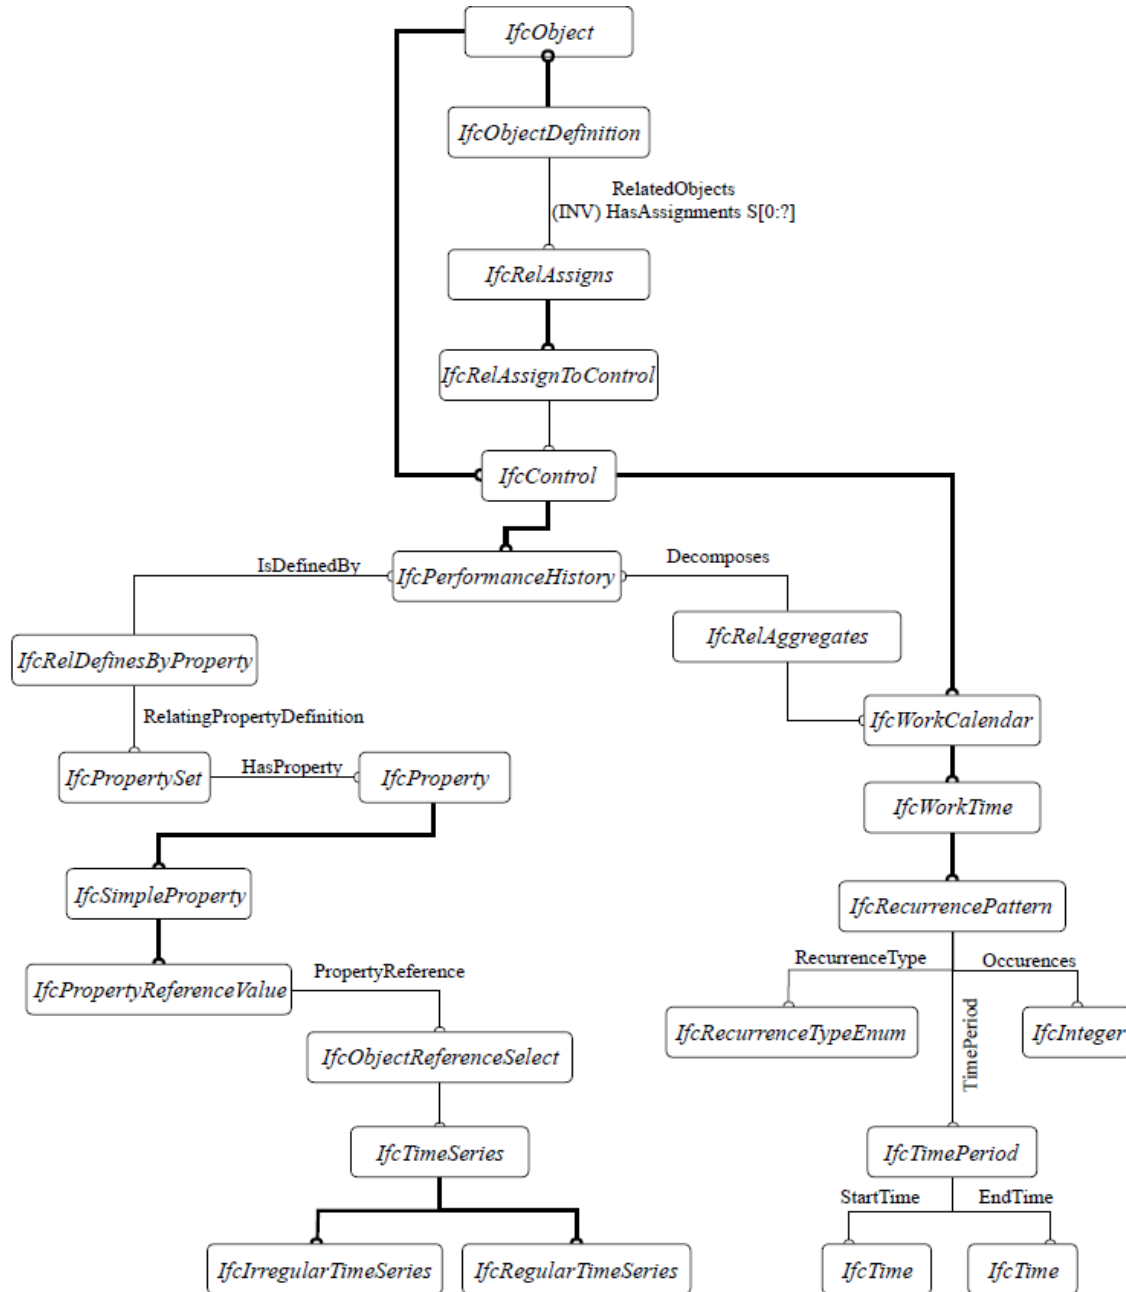 IfcObject
IfcObjectDefinition
RelatedObjects
(INV) HasAssignments S[0:?]
IfcRelAssigns
IfcRelAssignToControl
IfcControl
IsDefinedBy
IfcPerformanceHistory
Decomposes
IfcRelDefinesByProperty
IfcRelAggregates
RelatingPropertyDefinition
IfcWorkCalendar
IfcPropertySet
HasProperty
IfcProperty
IfcWorkTime
IfcSimpleProperty
IfcRecurrencePattern
IfcPropertyReferenceValue
PropertyReference
RecurrenceType
Occurences
IfcRecurrenceTypeEnum
TimePeriod
IfcInteger
IfcObjectReferenceSelect
IfcTimeSeries
IfcTimePeriod
StartTime
EndTime
IfcIrregularTimeSeries
IfcRegularTimeSeries
IfcTime
IfcTime